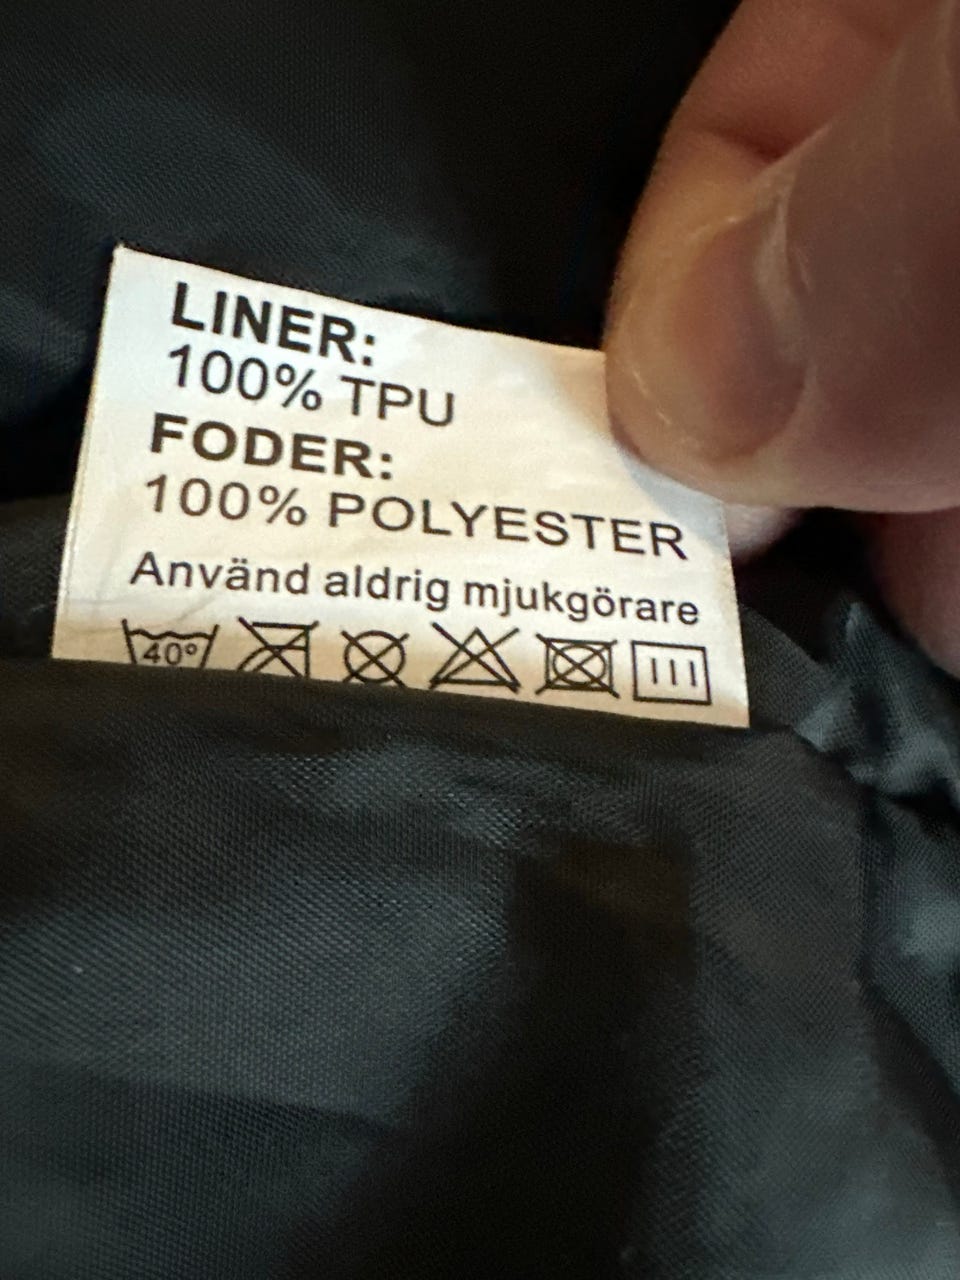 LINER:
100% TPU
FODER:
100% POLYESTER
Använd aldrig mjukgörare
40°